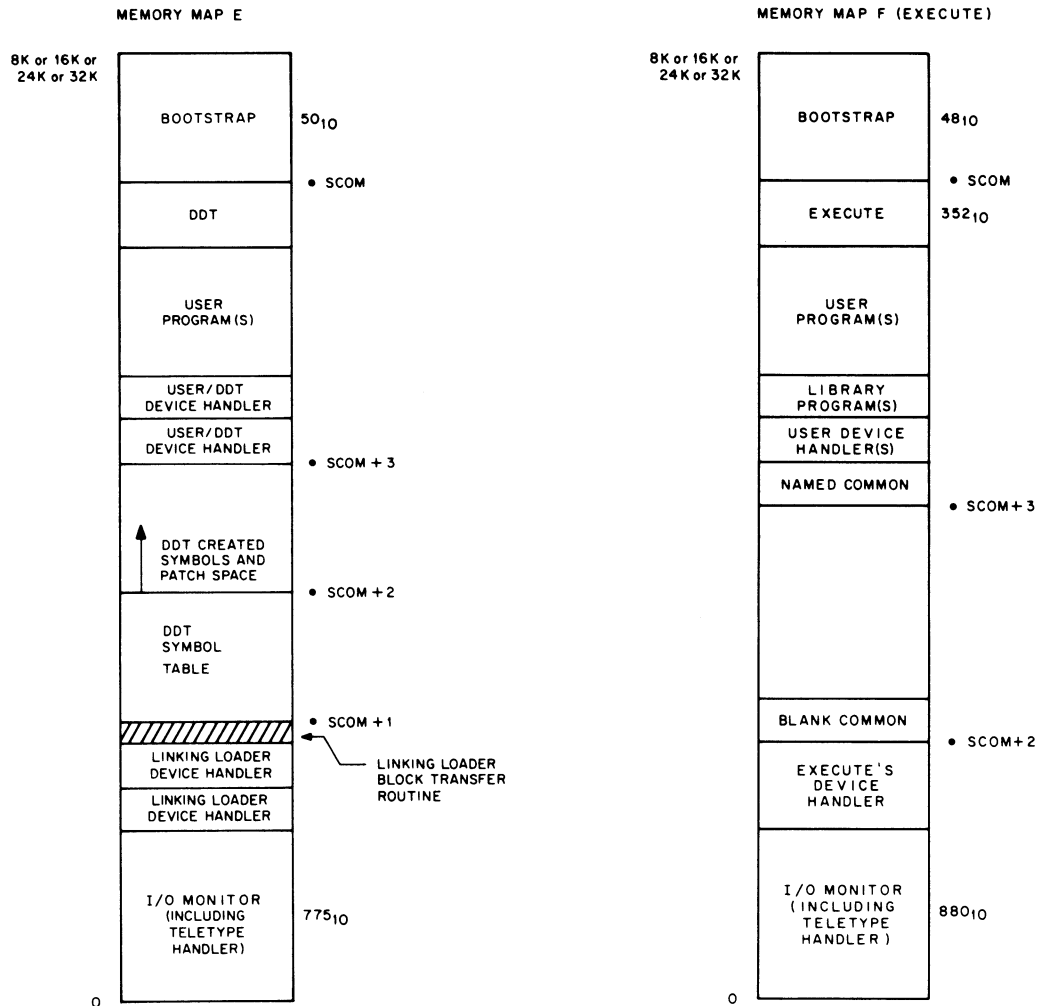 MEMORY MAP E
8K or 16K or
24K or 32K
BOOTSTRAP
50₁₀
• SCOM
DDT
USER
PROGRAM(S)
USER/DDT
DEVICE HANDLER
USER/DDT
DEVICE HANDLER
• SCOM + 3
DDT CREATED
SYMBOLS AND
PATCH SPACE
• SCOM + 2
DDT
SYMBOL
TABLE
• SCOM + 1
LINKING LOADER
BLOCK TRANSFER
ROUTINE
LINKING LOADER
DEVICE HANDLER
LINKING LOADER
DEVICE HANDLER
I/O MONITOR
(INCLUDING
TELETYPE
HANDLER)
775₁₀
0
MEMORY MAP F (EXECUTE)
8K or 16K or
24K or 32K
BOOTSTRAP
48₁₀
• SCOM
EXECUTE
352₁₀
USER
PROGRAM(S)
LIBRARY
PROGRAM(S)
USER DEVICE
HANDLER(S)
NAMED COMMON
• SCOM+3
BLANK COMMON
• SCOM+2
EXECUTE'S
DEVICE
HANDLER
I/O MONITOR
(INCLUDING
TELETYPE
HANDLER)
880₁₀
0